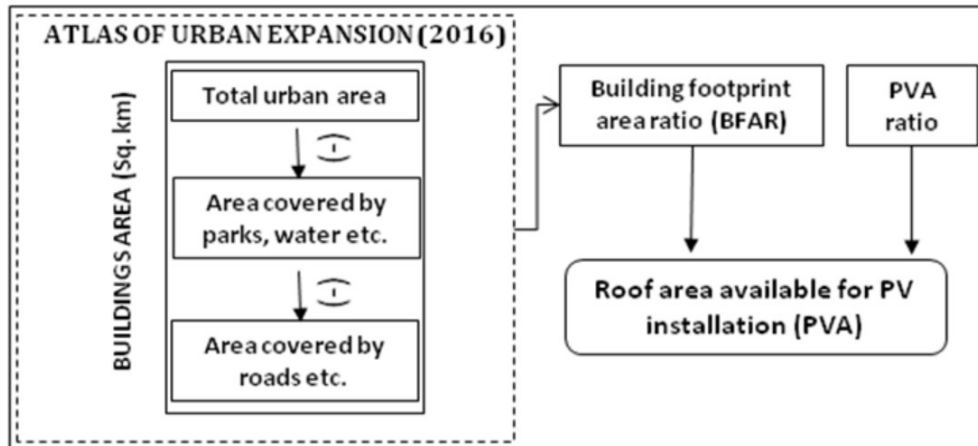 ATLAS OF URBAN EXPANSION (2016)
BUILDINGS AREA (Sq. km)
Total urban area
(-)
Area covered by
parks, water etc.
(-)
Area covered by
roads etc.
Building footprint
area ratio (BFAR)
PVA
ratio
Roof area available for PV
installation (PVA)